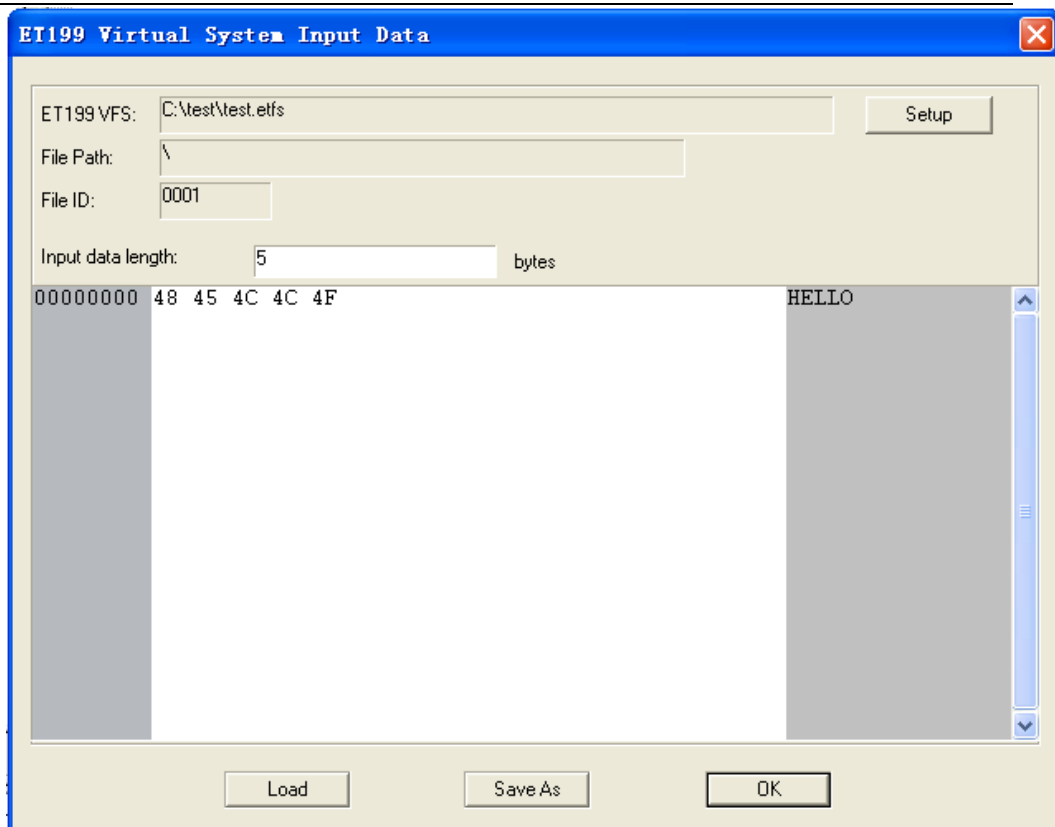 ET199 Virtual System Input Data
ET199 VFS: C:\test\test.etfs Setup
File Path: \
File ID: 0001
Input data length: 5 bytes
00000000 48 45 4C 4C 4F HELLO
Load Save As OK